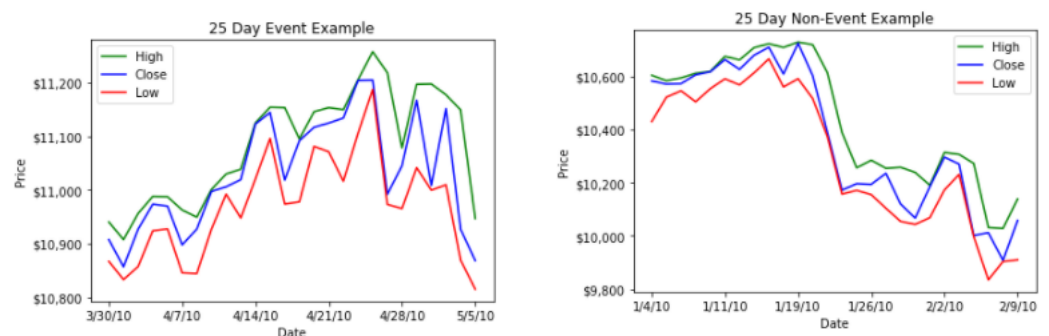 25 Day Event Example
High
Close
Low
Price
$11,200
$11,100
$11,000
$10,900
$10,800
3/30/10 4/7/10 4/14/10 4/21/10 4/28/10 5/5/10
Date
25 Day Non-Event Example
High
Close
Low
Price
$10,600
$10,400
$10,200
$10,000
$9,800
1/4/10 1/11/10 1/19/10 1/26/10 2/2/10 2/9/10
Date